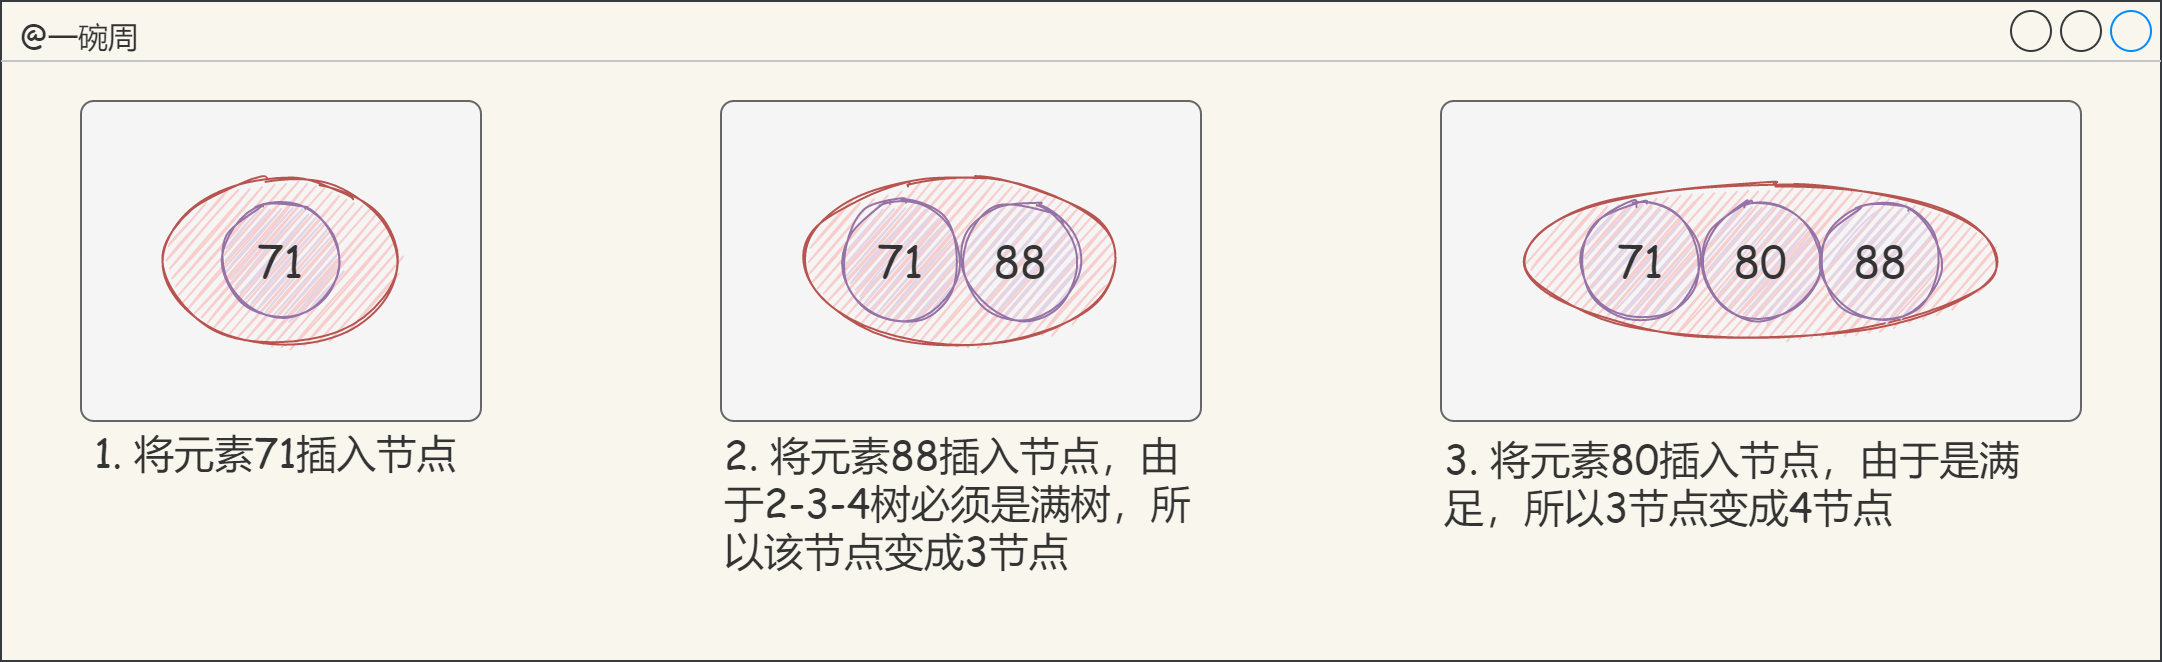 @一碗周
71
71 88
71 80 88
1. 将元素71插入节点
2. 将元素88插入节点，由
于2-3-4树必须是满树，所
以该节点变成3节点
3. 将元素80插入节点，由于是满
足，所以3节点变成4节点